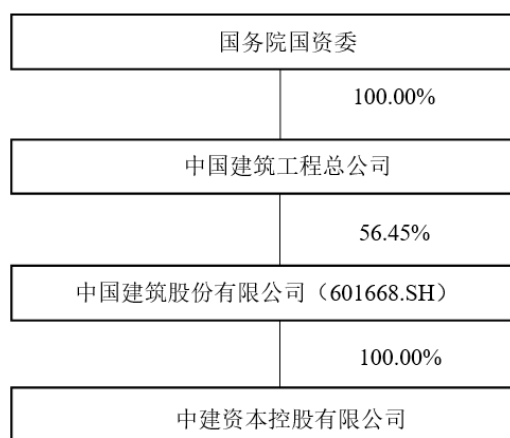 国务院国资委
100.00%
中国建筑工程总公司
56.45%
中国建筑股份有限公司（601668.SH）
100.00%
中建资本控股有限公司